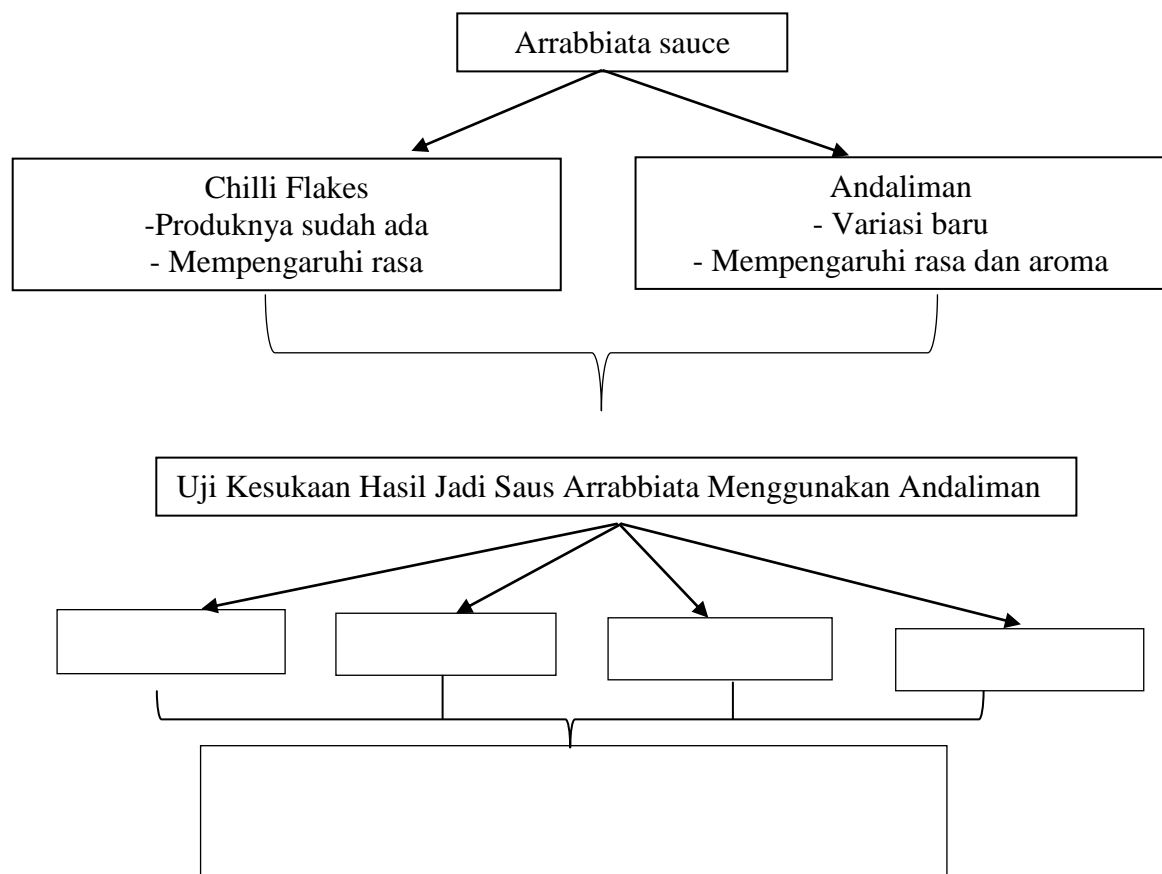 Arrabbiata sauce
Chilli Flakes
-Produknya sudah ada
- Mempengaruhi rasa
Andaliman
- Variasi baru
- Mempengaruhi rasa dan aroma
Uji Kesukaan Hasil Jadi Saus Arrabbiata Menggunakan Andaliman